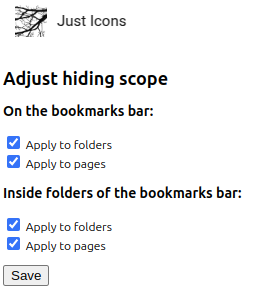 Just Icons
Adjust hiding scope
On the bookmarks bar:
Apply to folders
Apply to pages
Inside folders of the bookmarks bar:
Apply to folders
Apply to pages
Save